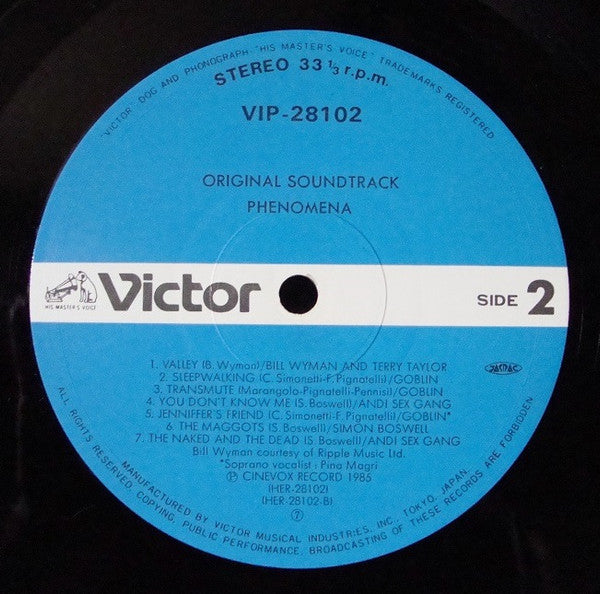 "VICTOR, DOG AND PHONOGRAPH-"HIS MASTER'S VOICE" TRADEMARKS REGISTERED
STEREO 33 1/3 r.p.m.
VIP-28102
ORIGINAL SOUNDTRACK
PHENOMENA
HIS MASTER'S VOICE
Victor
SIDE 2
1. VALLEY (B. Wyman)/BILL WYMAN AND TERRY TAYLOR
2. SLEEPWALKING (C. Simonetti-F. Pignatelli)/GOBLIN
3. TRANSMUTE (Marangolo-Pignatelli-Pennisi)/GOBLIN
4. YOU DON'T KNOW ME (S. Boswell)/ANDI SEX GANG
5. JENNIFFER'S FRIEND (C. Simonetti-F. Pignatelli)/GOBLIN*
6. THE MAGGOTS (S. Boswell)/SIMON BOSWELL
7. THE NAKED AND THE DEAD (S. Boswell)/ANDI SEX GANG
Bill Wyman courtesy of Ripple Music Ltd.
*Soprano vocalist : Pina Magri
Ⓟ CINEVOX RECORD 1985
(HER-28102)
(HER-28102-B)
⑦
JASRAC
MANUFACTURED BY VICTOR MUSICAL INDUSTRIES, INC., TOKYO, JAPAN.
ALL RIGHTS RESERVED. COPYING, PUBLIC PERFORMANCE, BROADCASTING OF THESE RECORDS ARE FORBIDDEN